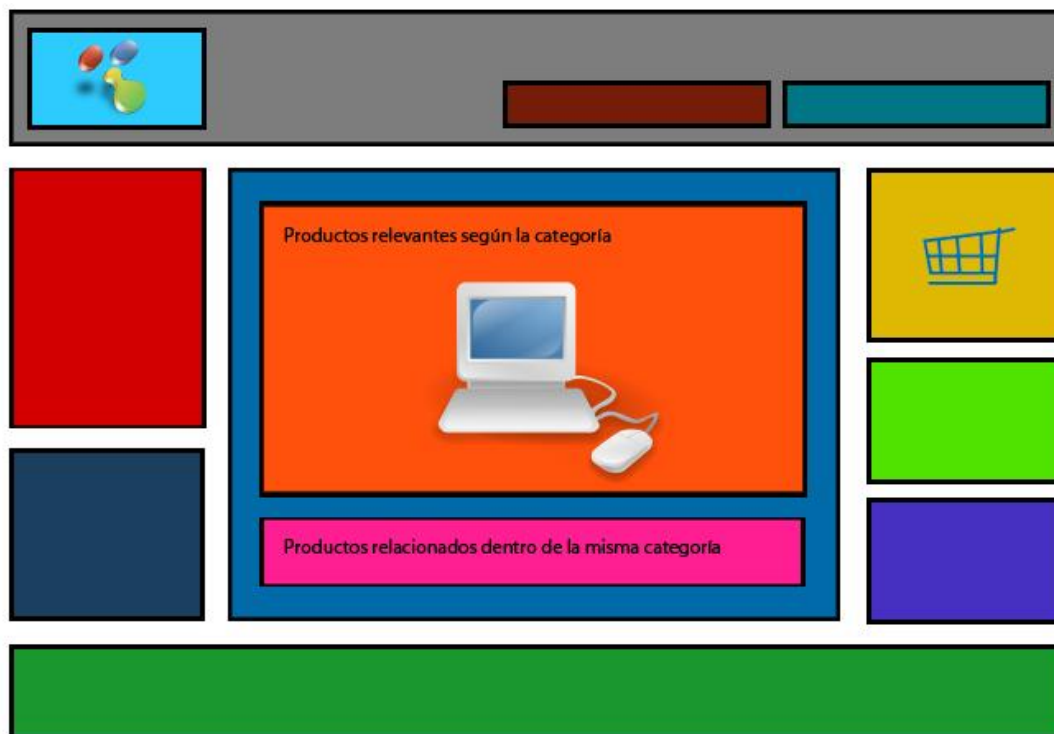 Productos relevantes según la categoría
Productos relacionados dentro de la misma categoría